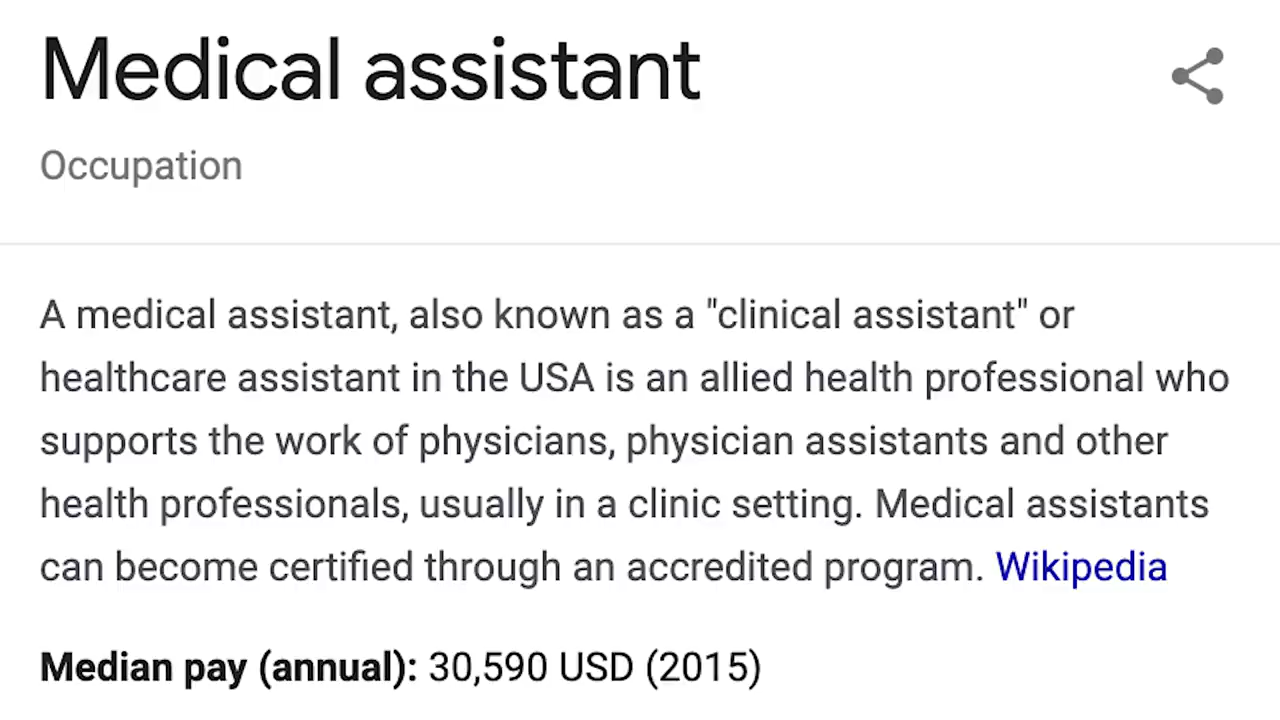 Medical assistant
Occupation
A medical assistant, also known as a "clinical assistant" or
healthcare assistant in the USA is an allied health professional who
supports the work of physicians, physician assistants and other
health professionals, usually in a clinic setting. Medical assistants
can become certified through an accredited program. Wikipedia
Median pay (annual): 30,590 USD (2015)